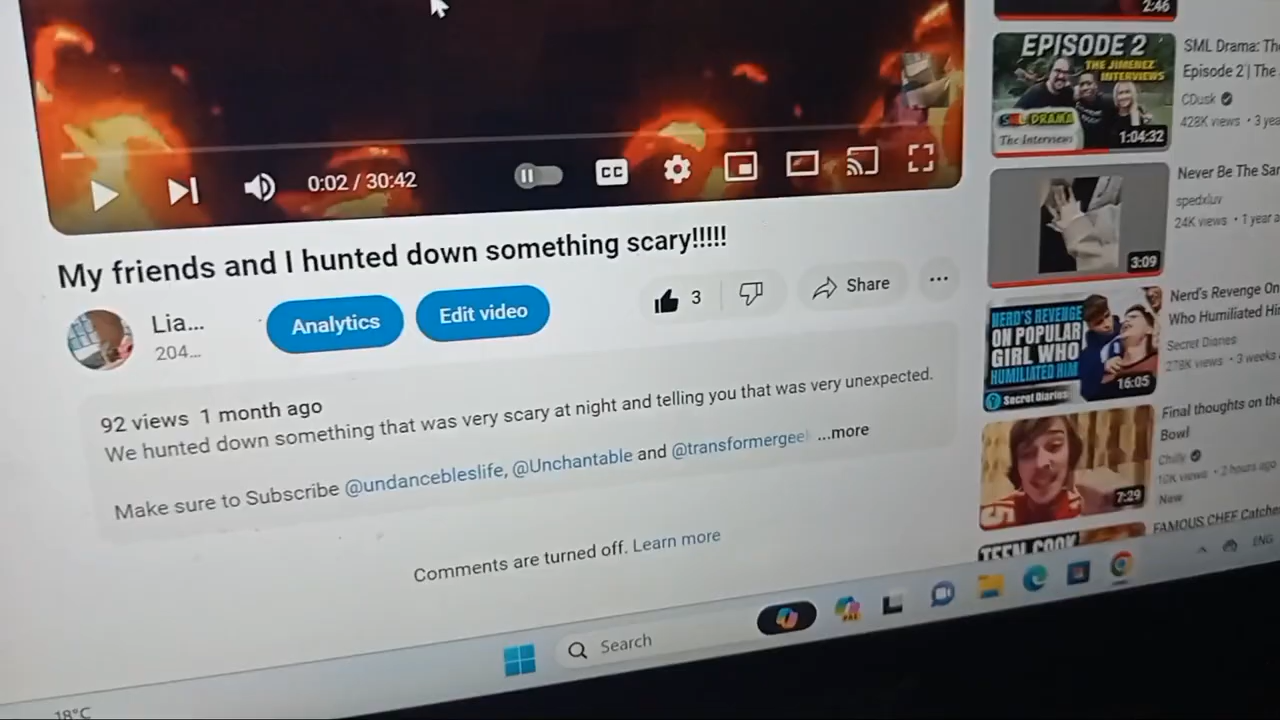 2:46
EPISODE 2
THE JIMENEZ
INTERVIEWS
SML DRAMA
The Interviews
1:04:32
SML Drama: The
Episode 2 | The
CDusk
428K views
0:02 / 30:42
CC
My friends and I hunted down something scary!!!!!
Lia...
204...
Analytics
Edit video
3
Share
...
92 views 1 month ago
We hunted down something that was very scary at night and telling you that was very unexpected.
Make sure to Subscribe @undancebleslife, @Unchantable and @transformergee ...more
Comments are turned off. Learn more
Never Be The
spedxluv
24K views • 1 year
3:09
NERD'S REVENGE
ON POPULAR
GIRL WHO
HUMILIATED HIM
Secret Diaries
16:05
Nerd's Revenge On
Who Humiliated
Secret Diaries
278K views • 3 weeks
7:29
Final thoughts on the
Bowl
Chilly
10K views • 2 hours ago
New
TEEN COOK
FAMOUS CHEF
Search
ENG
18°C